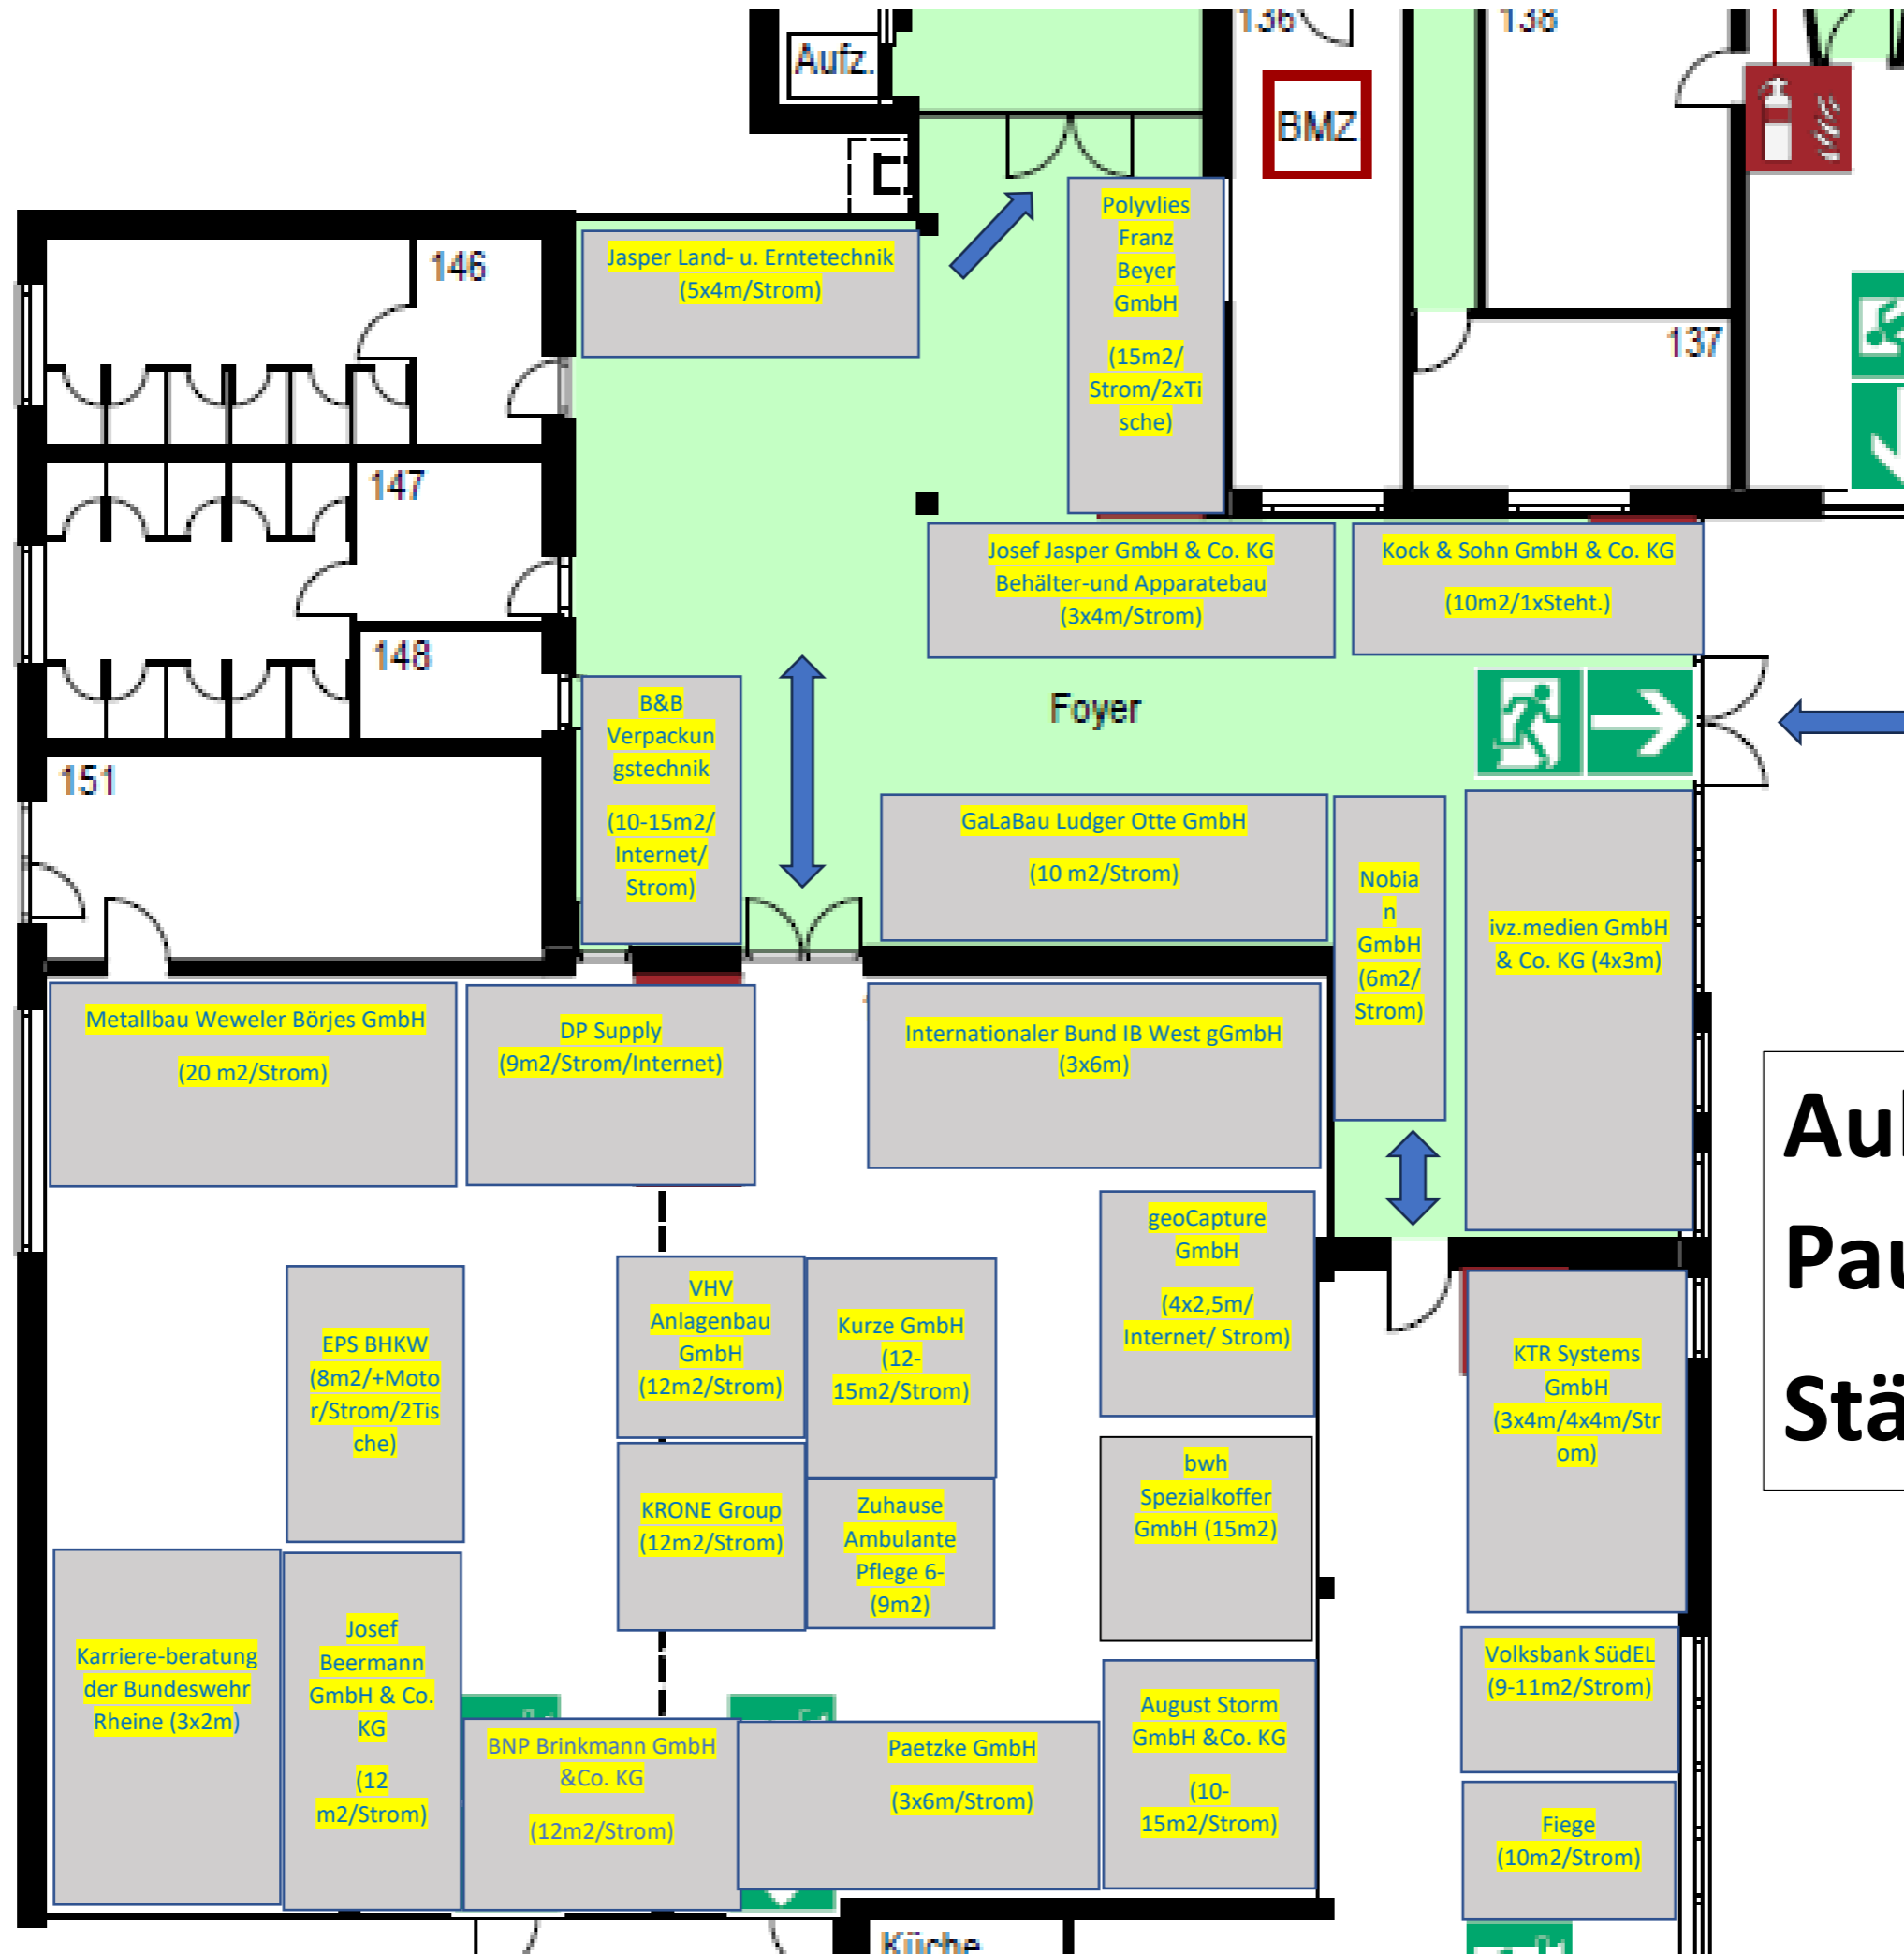 Aufz.
136
138
BMZ
137
146
147
148
151
Jasper Land- u. Erntetechnik
(5x4m/Strom)
Polyvlies
Franz
Beyer
GmbH
(15m2/
Strom/2xTi
sche)
Josef Jasper GmbH & Co. KG
Behälter-und Apparatebau
(3x4m/Strom)
Kock & Sohn GmbH & Co. KG
(10m2/1xSteht.)
B&B
Verpackun
gstechnik
(10-15m2/
Internet/
Strom)
Foyer
GaLaBau Ludger Otte GmbH
(10 m2/Strom)
Nobia
n
GmbH
(6m2/
Strom)
ivz.medien GmbH
& Co. KG (4x3m)
Metallbau Weweler Börjes GmbH
(20 m2/Strom)
DP Supply
(9m2/Strom/Internet)
Internationaler Bund IB West gGmbH
(3x6m)
geoCapture
GmbH
(4x2,5m/
Internet/ Strom)
Pau
Stä
EPS BHKW
(8m2/+Moto
r/Strom/2Tis
che)
VHV
Anlagenbau
GmbH
(12m2/Strom)
Kurze GmbH
(12-
15m2/Strom)
KTR Systems
GmbH
(3x4m/4x4m/Str
om)
KRONE Group
(12m2/Strom)
Zuhause
Ambulante
Pflege 6-
(9m2)
bwh
Spezialkoffer
GmbH (15m2)
Karriere-beratung
der Bundeswehr
Rheine (3x2m)
Josef
Beermann
GmbH & Co.
KG
(12
m2/Strom)
BNP Brinkmann GmbH
&Co. KG
(12m2/Strom)
Paetzke GmbH
(3x6m/Strom)
August Storm
GmbH &Co. KG
(10-
15m2/Strom)
Volksbank SüdEL
(9-11m2/Strom)
Fiege
(10m2/Strom)
Küche